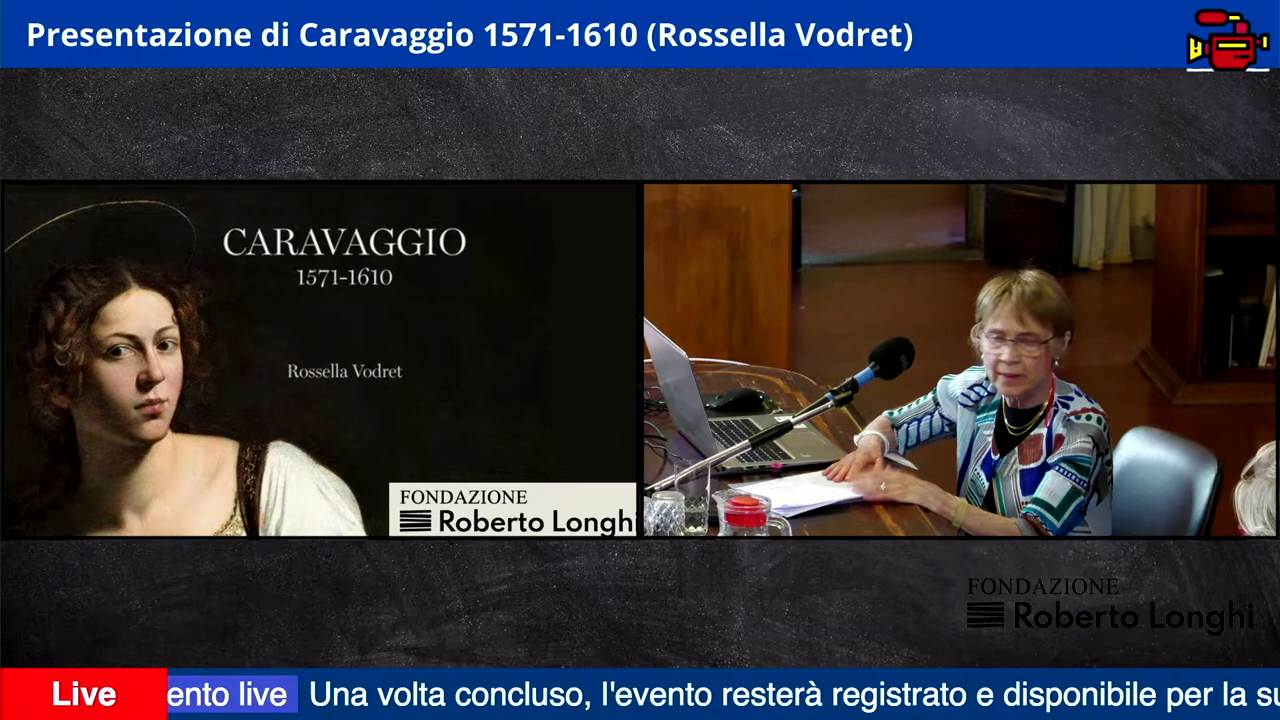 Presentazione di Caravaggio 1571-1610 (Rossella Vodret)
CARAVAGGIO
1571-1610
Rossella Vodret
FONDAZIONE
Roberto Longhi
FONDAZIONE
Roberto Longhi
Live
ento live Una volta concluso, l'evento resterà registrato e disponibile per la su